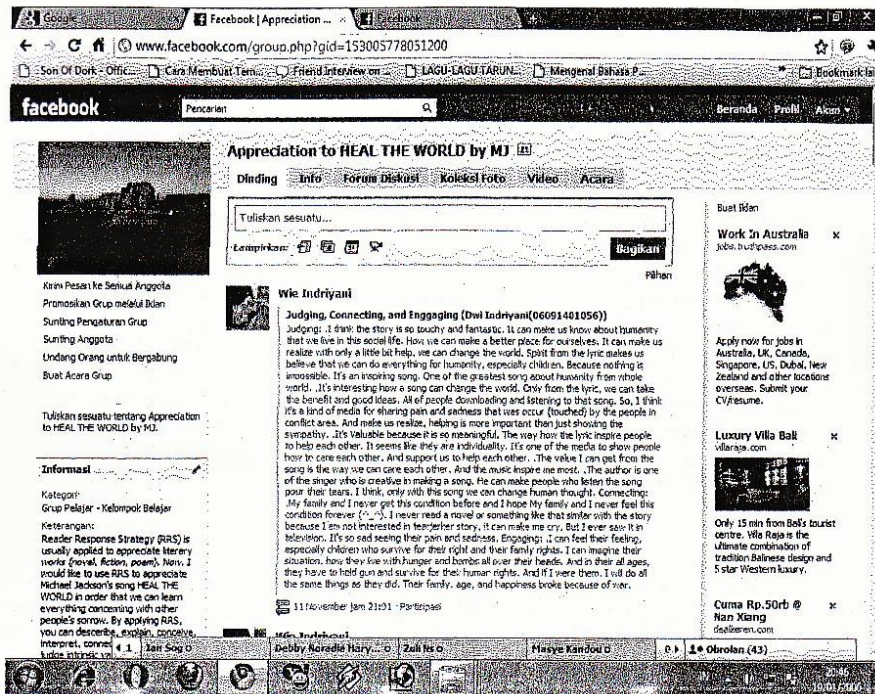 Google
Facebook | Appreciation ...
Facebook
www.facebook.com/group.php?gid=153005778051200
Son Of Dork - Offic...
Cara Membuat Tem...
Friend Interview on ...
LAGU-LAGU TARUN...
Mengenal Bahasa P...
Bookmark lai
facebook
Pencarian
Beranda Profil Akun
Kirim Pesan ke Semua Anggota
Promosikan Grup melalui Iklan
Sunting Pengaturan Grup
Sunting Anggota
Undang Orang untuk Bergabung
Buat Acara Grup
Tuliskan sesuatu tentang Appreciation
to HEAL THE WORLD by MJ.
Informasi
Kategori:
Grup Pelajar - Kelompok Belajar
Keterangan:
Reader Response Strategy (RRS) is
usually applied to appreciate literary
works (novel, fiction, poem). Now, I
would like to use RRS to appreciate
Michael Jackson's song HEAL THE
WORLD in order that we can learn
everything concerning with other
people's sorrow. By applying RRS,
you can describe, explain, conceive,
interpret, connec
judge intrinsic val
Appreciation to HEAL THE WORLD by MJ
Dinding Info Forum Diskusi Koleksi Foto Video Acara
Tuliskan sesuatu...
Lampirkan:
Bagikan
Pilihan
Wie Indriyani
Judging, Connecting, and Enggaging (Dwi Indriyani(06091401056))
Judging: .I think the story is so touchy and fantastic. It can make us know about humanity
that we live in this social life. How we can make a better place for ourselves. It can make us
realize with only a little bit help, we can change the world. Spirit from the lyric makes us
believe that we can do everything for humanity, especially children. Because nothing is
impossible. It's an inspiring song. One of the greatest song about humanity from whole
world. .It's interesting how a song can change the world. Only from the lyric, we can take
the benefit and good ideas. All of people downloading and listening to that song. So, I think
it's a kind of media for sharing pain and sadness that was occur (touched) by the people in
conflict area. And make us realize, helping is more important than just showing the
sympathy. .It's Valuable because it is so meaningful. The way how the lyric inspire people
to help each other. It seems like they are individuality. It's one of the media to show people
how to care each other. And support us to help each other. .The value I can get from the
song is the way we can care each other. And the music inspire me most. .The author is one
of the singer who is creative in making a song. He can make people who listen the song
pour their tears. I think, only with this song we can change human thought. Connecting:
.My family and I never get this condition before and I hope My family and I never feel this
condition forever (^_^). I never read a novel or something like that similar with the story
because I am not interested in tearjerker story, it can make me cry. But I ever saw it in
television. It's so sad seeing their pain and sadness. Engaging: .I can feel their feeling,
especially children who survive for their right and their family rights. I can imagine their
situation, how they live with hunger and bombs all over their heads. And in their all ages,
they have to hold gun and survive for their human rights. And if I were them. I will do all
the same things as they did. Their family, age, and happiness broke because of war.
11 November jam 21:01 · Partisipasi
Wie Indriyani
Buat Iklan
Work In Australia
jobs.byithpass.com
Apply now for jobs in
Australia, UK, Canada,
Singapore, US, Dubai, New
Zealand and other locations
overseas. Submit your
CV/resume.
Luxury Villa Bali
villaraja.com
Only 15 min from Bali's tourist
centre. Villa Raja is the
ultimate combination of
tradition Balinese design and
5 star Western luxury.
Cuma Rp.50rb @
Nan Xiang
dealkeren.com
1
Ian Sog
Debby Noradia Hary...
Zuli Ns
Masye Kandou
0
Obrolan (43)
20:46